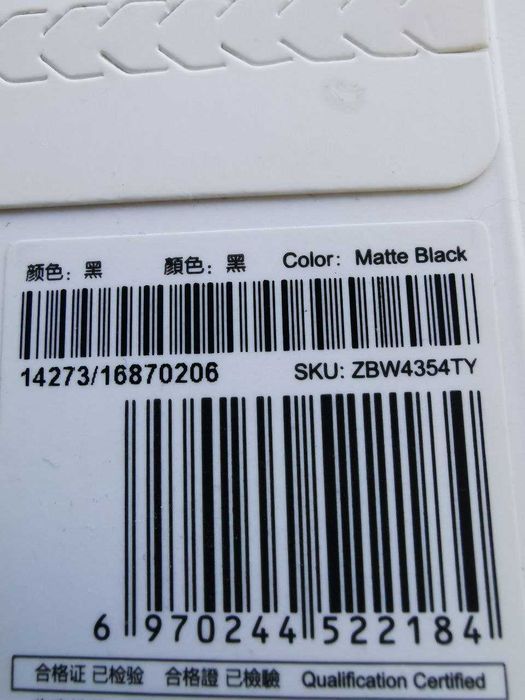 颜色：黑 顏色：黑 Color: Matte Black
14273/16870206 SKU: ZBW4354TY
6 970244 522184
合格证 已检验 合格證 已檢驗 Qualification Certified